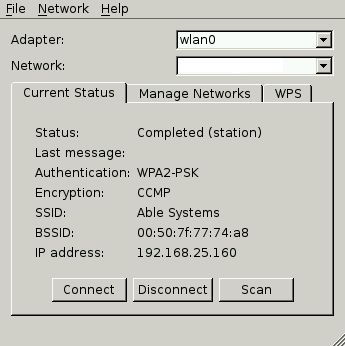 File Network Help
Adapter: wlan0
Network:
Current Status Manage Networks WPS
Status: Completed (station)
Last message:
Authentication: WPA2-PSK
Encryption: CCMP
SSID: Able Systems
BSSID: 00:50:7f:77:74:a8
IP address: 192.168.25.160
Connect Disconnect Scan